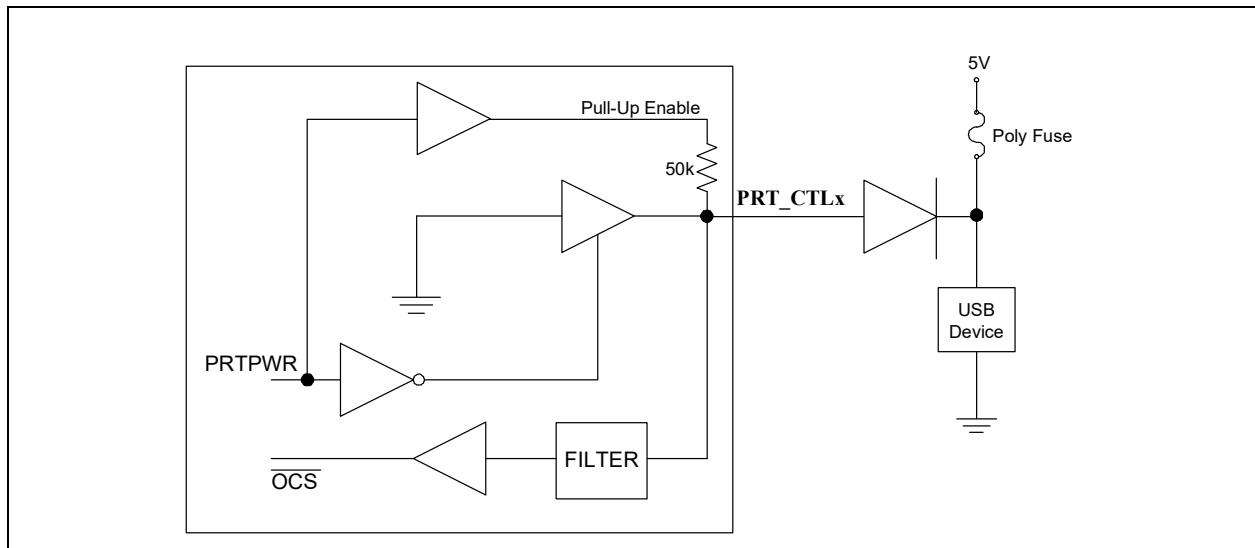 5V
Pull-Up Enable
Poly Fuse
50k
PRT_CTLx
USB
Device
PRTPWR
FILTER
OCS